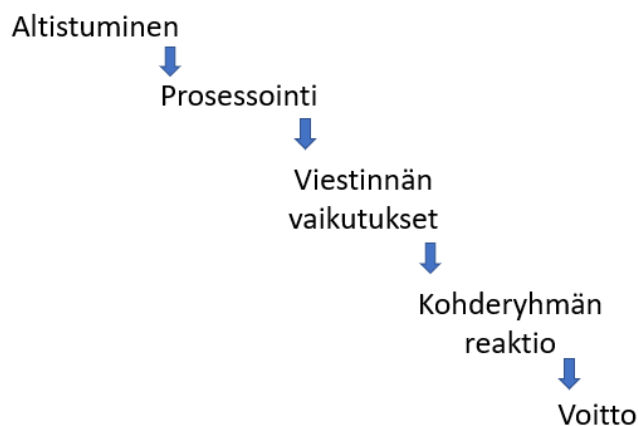 Altistuminen
Prosessointi
Viestinnän
vaikutukset
Kohderyhmän
reaktio
Voitto